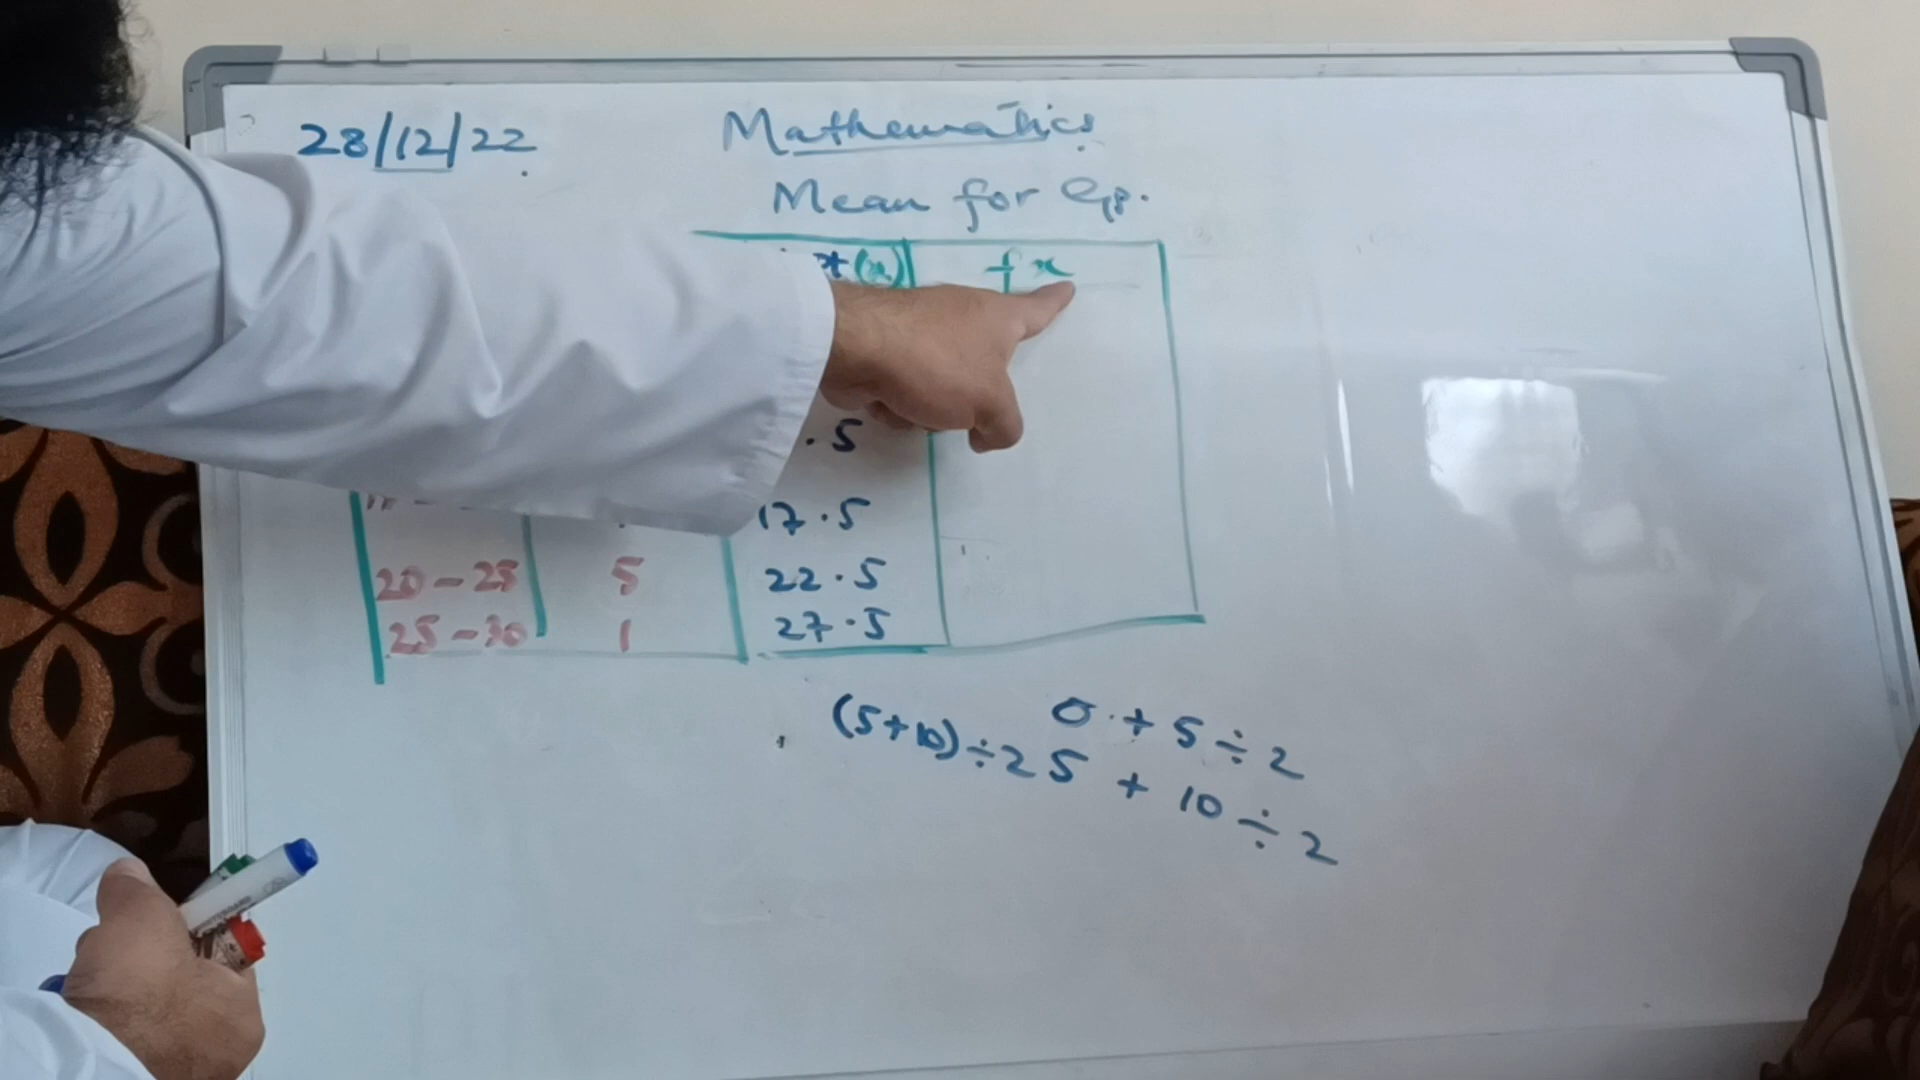 28/12/22
Mathematics
Mean for
(x) fx
.5
17.5
20-25 5 22.5
25-30 1 27.5
0+5÷2
(5+10)÷2 5+10÷2